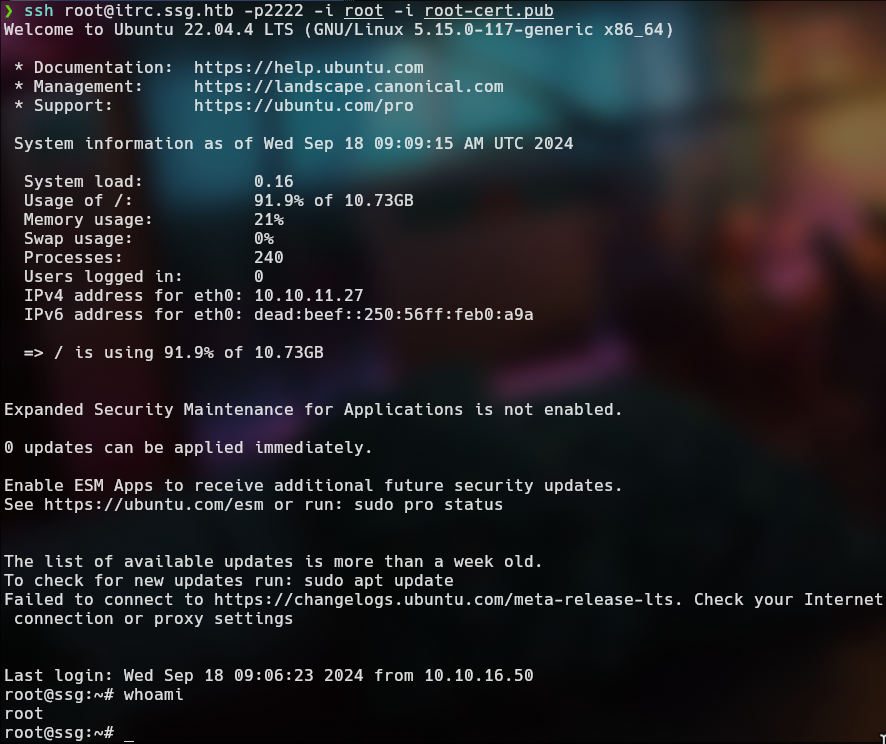 ❯ ssh root@itrc.ssg.htb -p2222 -i root -i root-cert.pub
Welcome to Ubuntu 22.04.4 LTS (GNU/Linux 5.15.0-117-generic x86_64)
* Documentation:  https://help.ubuntu.com
* Management:     https://landscape.canonical.com
* Support:        https://ubuntu.com/pro
System information as of Wed Sep 18 09:09:15 AM UTC 2024
System load:           0.16
Usage of /:            91.9% of 10.73GB
Memory usage:          21%
Swap usage:            0%
Processes:             240
Users logged in:       0
IPv4 address for eth0: 10.10.11.27
IPv6 address for eth0: dead:beef::250:56ff:feb0:a9a
=> / is using 91.9% of 10.73GB
Expanded Security Maintenance for Applications is not enabled.
0 updates can be applied immediately.
Enable ESM Apps to receive additional future security updates.
See https://ubuntu.com/esm or run: sudo pro status
The list of available updates is more than a week old.
To check for new updates run: sudo apt update
Failed to connect to https://changelogs.ubuntu.com/meta-release-lts. Check your Internet
connection or proxy settings
Last login: Wed Sep 18 09:06:23 2024 from 10.10.16.50
root@ssg:~# whoami
root
root@ssg:~# _